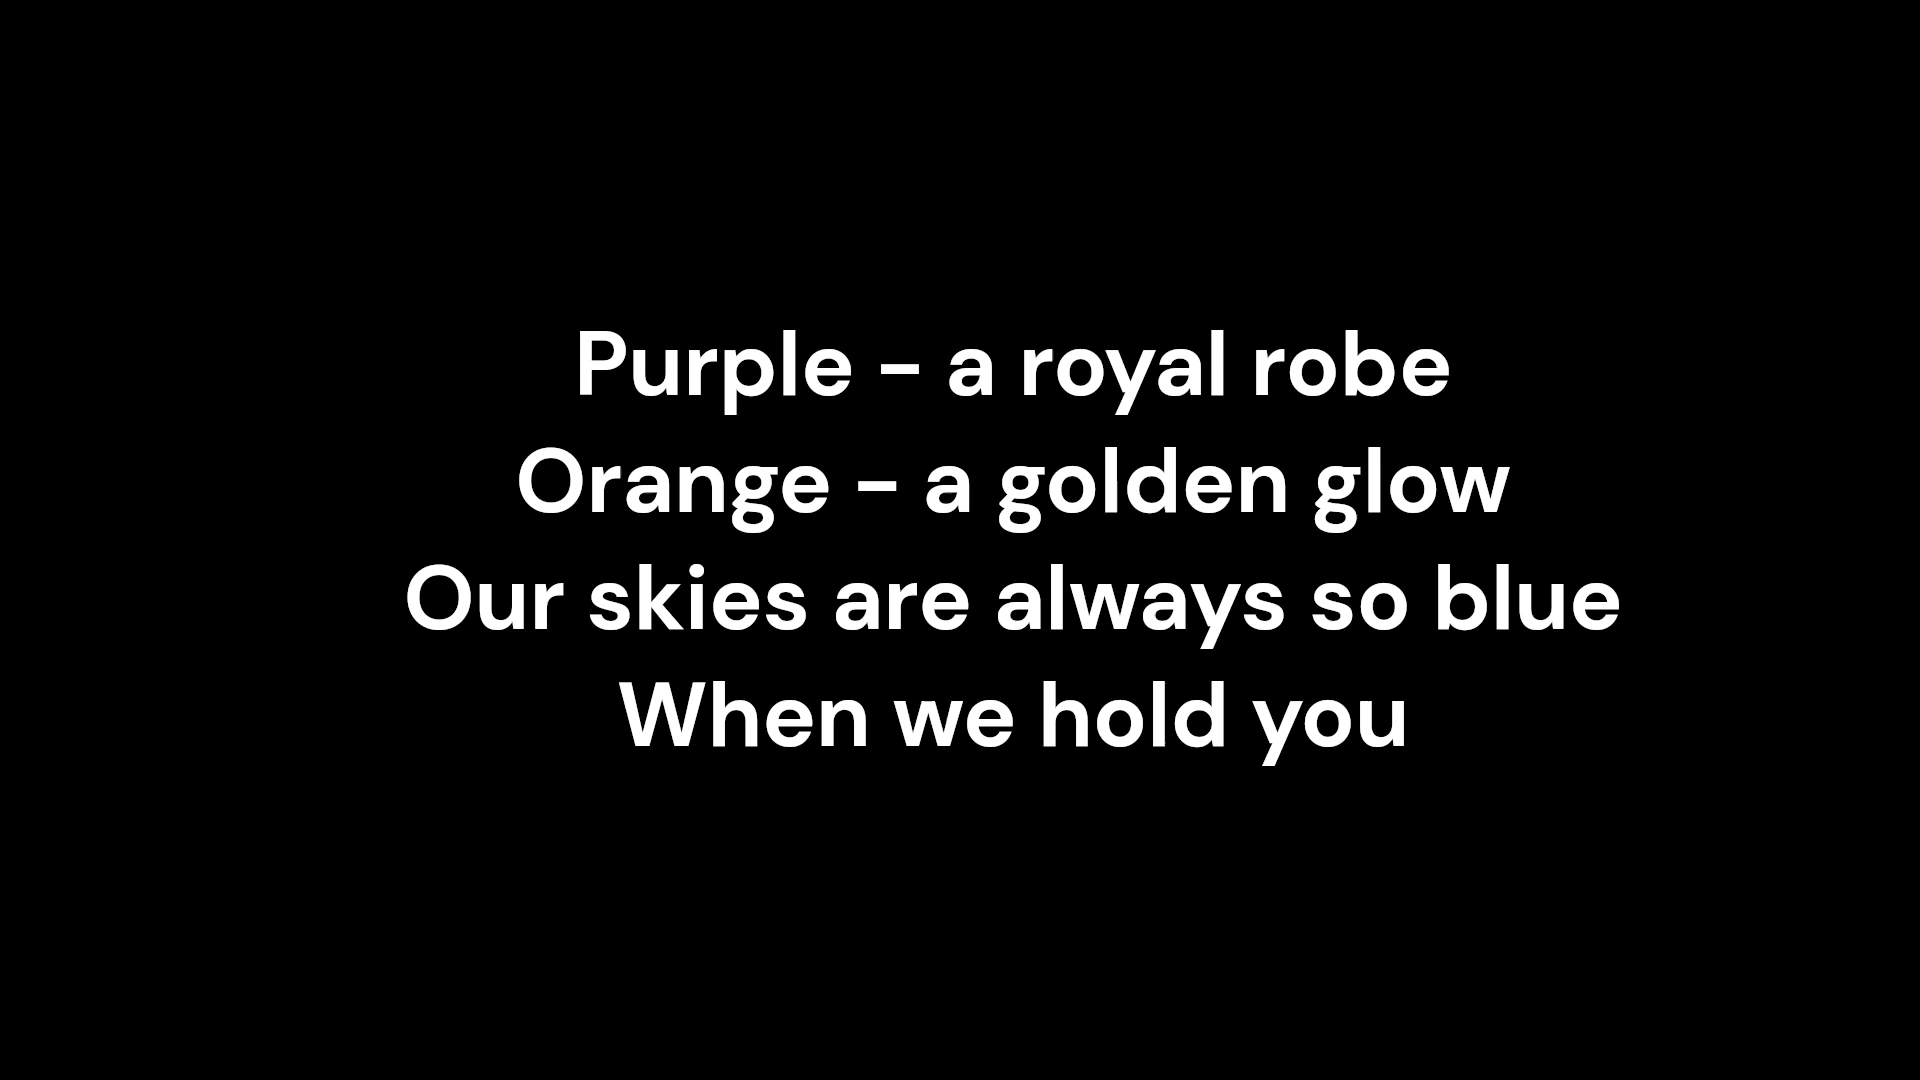 Purple - a royal robe
Orange - a golden glow
Our skies are always so blue
When we hold you